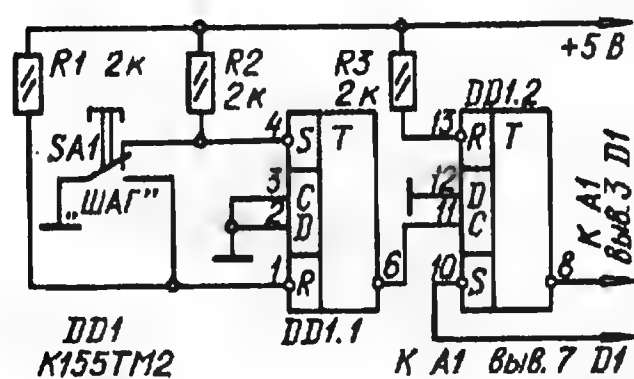 +5 В
R1 2к
R2 2к
R3 2к
DD1.2
SA1
„ШАГ”
4 S T
3 C
2 D
1 R
6
DD1.1
13 R T
12 D
11 C
10 S
8
К А1 выв. 3 D1
DD1
К155ТМ2
К А1 выв. 7 D1